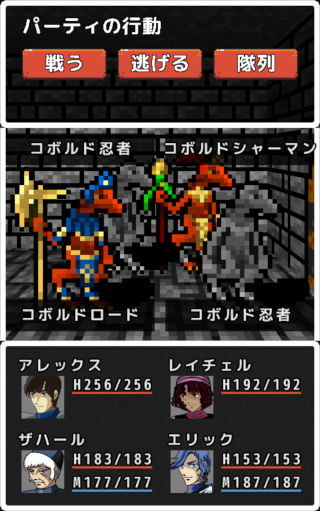 パーティの行動
戦う 逃げる 隊列
コボルド忍者 コボルドシャーマン
コボルドロード コボルド忍者
アレックス レイチェル
H256/256 H192/192
ザハール エリック
H183/183 H153/153
M177/177 M187/187